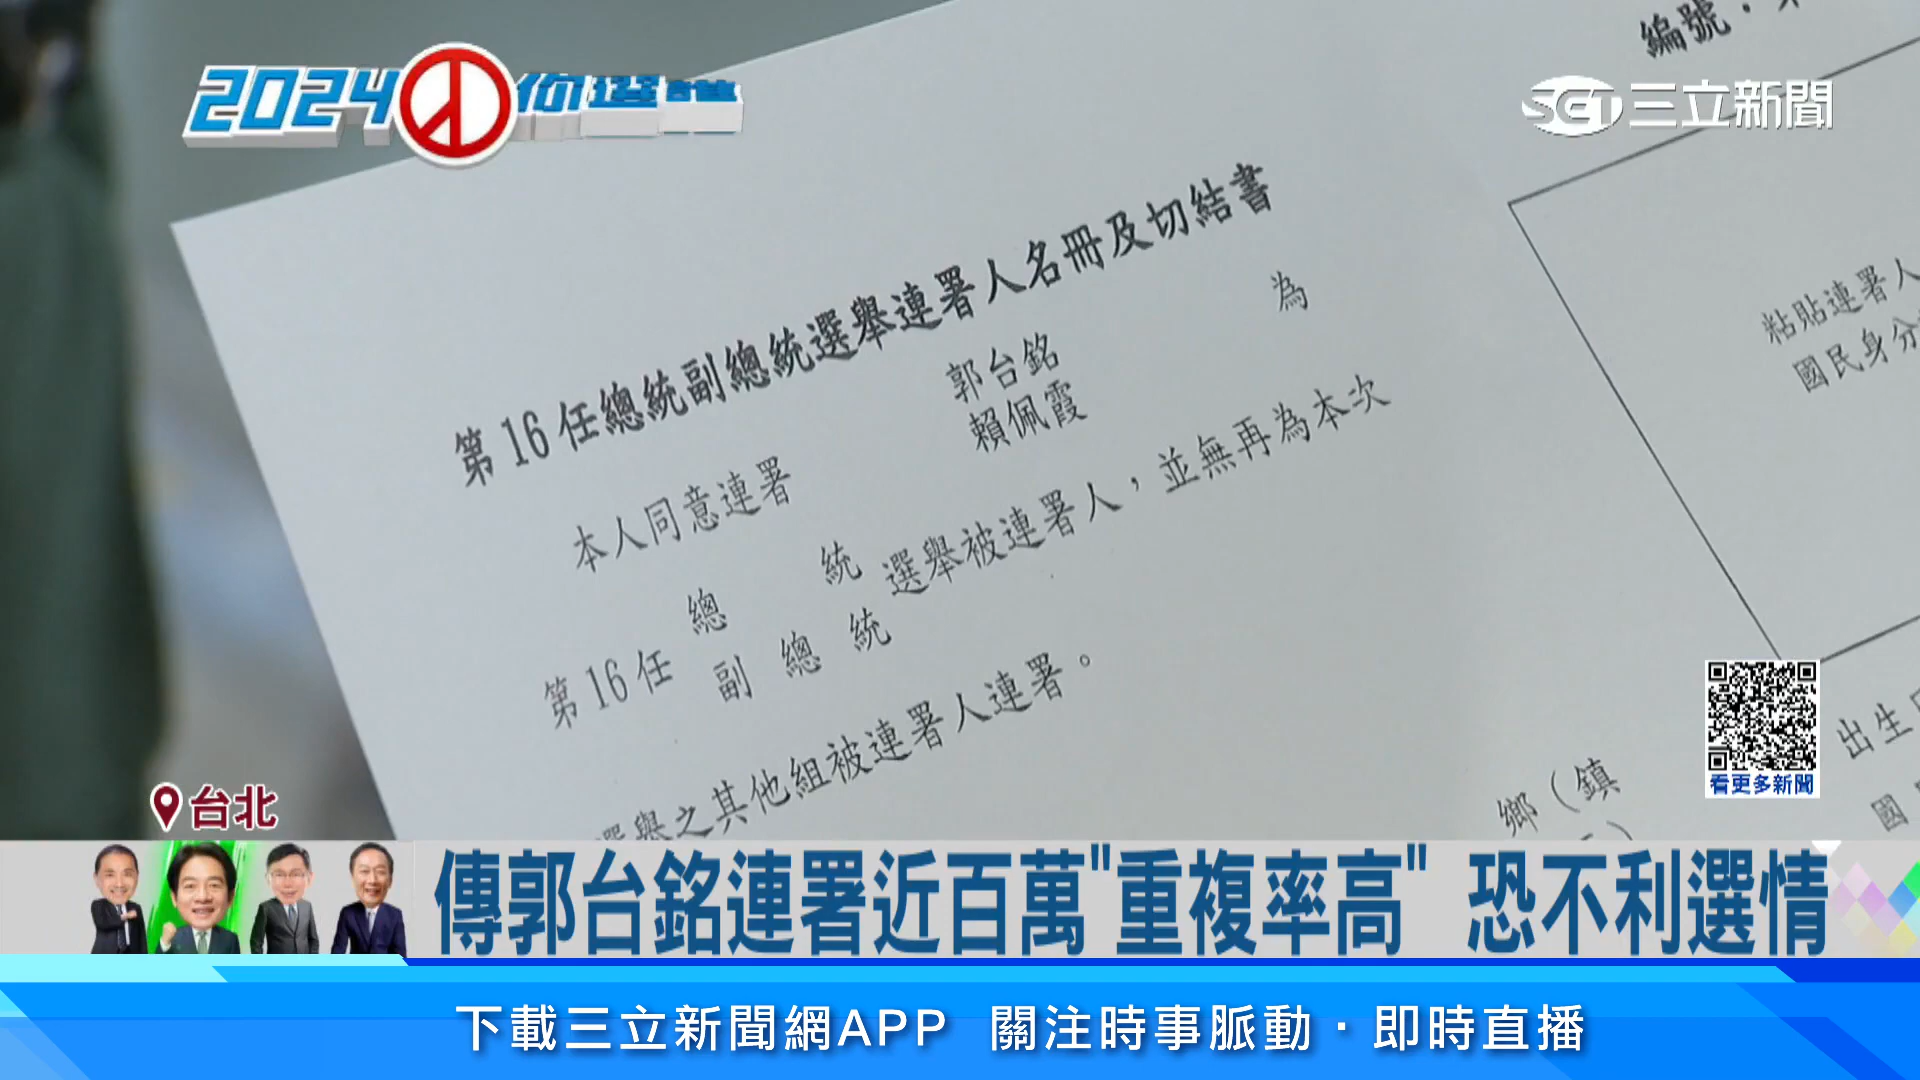 2024 你選誰
SET三立新聞
編號：
第16任總統副總統選舉連署人名冊及切結書
本人同意連署 郭台銘 賴佩霞 為
第16任 總統 副總統 選舉被連署人，並無再為本次
選舉之其他組被連署人連署。
粘貼連署人
國民身分
出生
國
鄉（鎮
看更多新聞
台北
傳郭台銘連署近百萬"重複率高" 恐不利選情
下載三立新聞網APP 關注時事脈動・即時直播